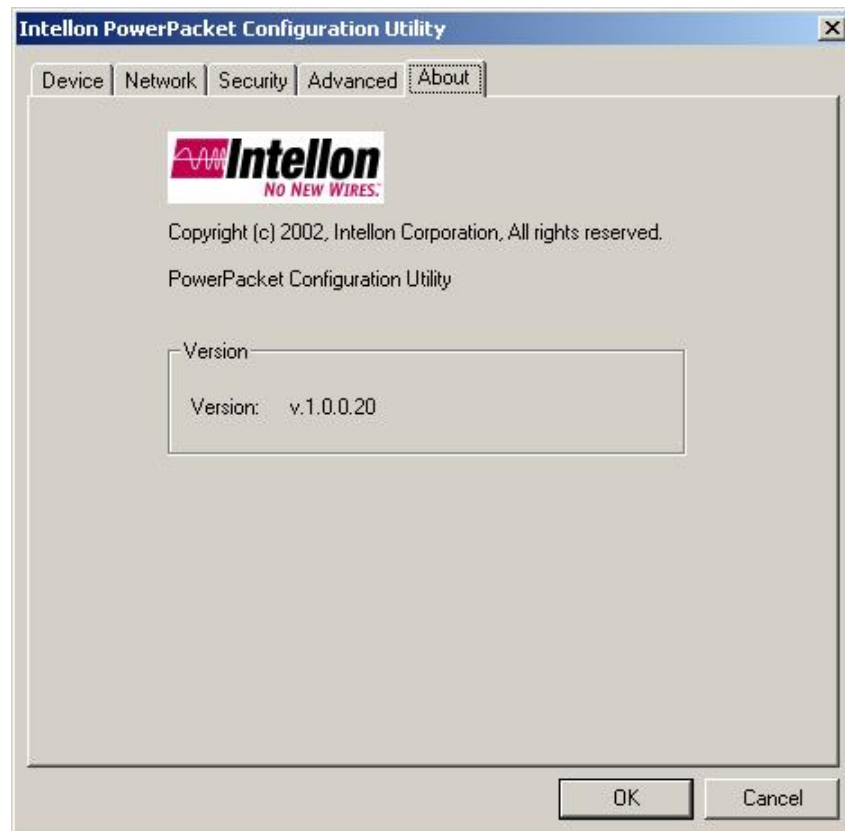 Intellon PowerPacket Configuration Utility
Device Network Security Advanced About
Intellon
NO NEW WIRES.™
Copyright (c) 2002, Intellon Corporation, All rights reserved.
PowerPacket Configuration Utility
Version
Version: v.1.0.0.20
OK Cancel